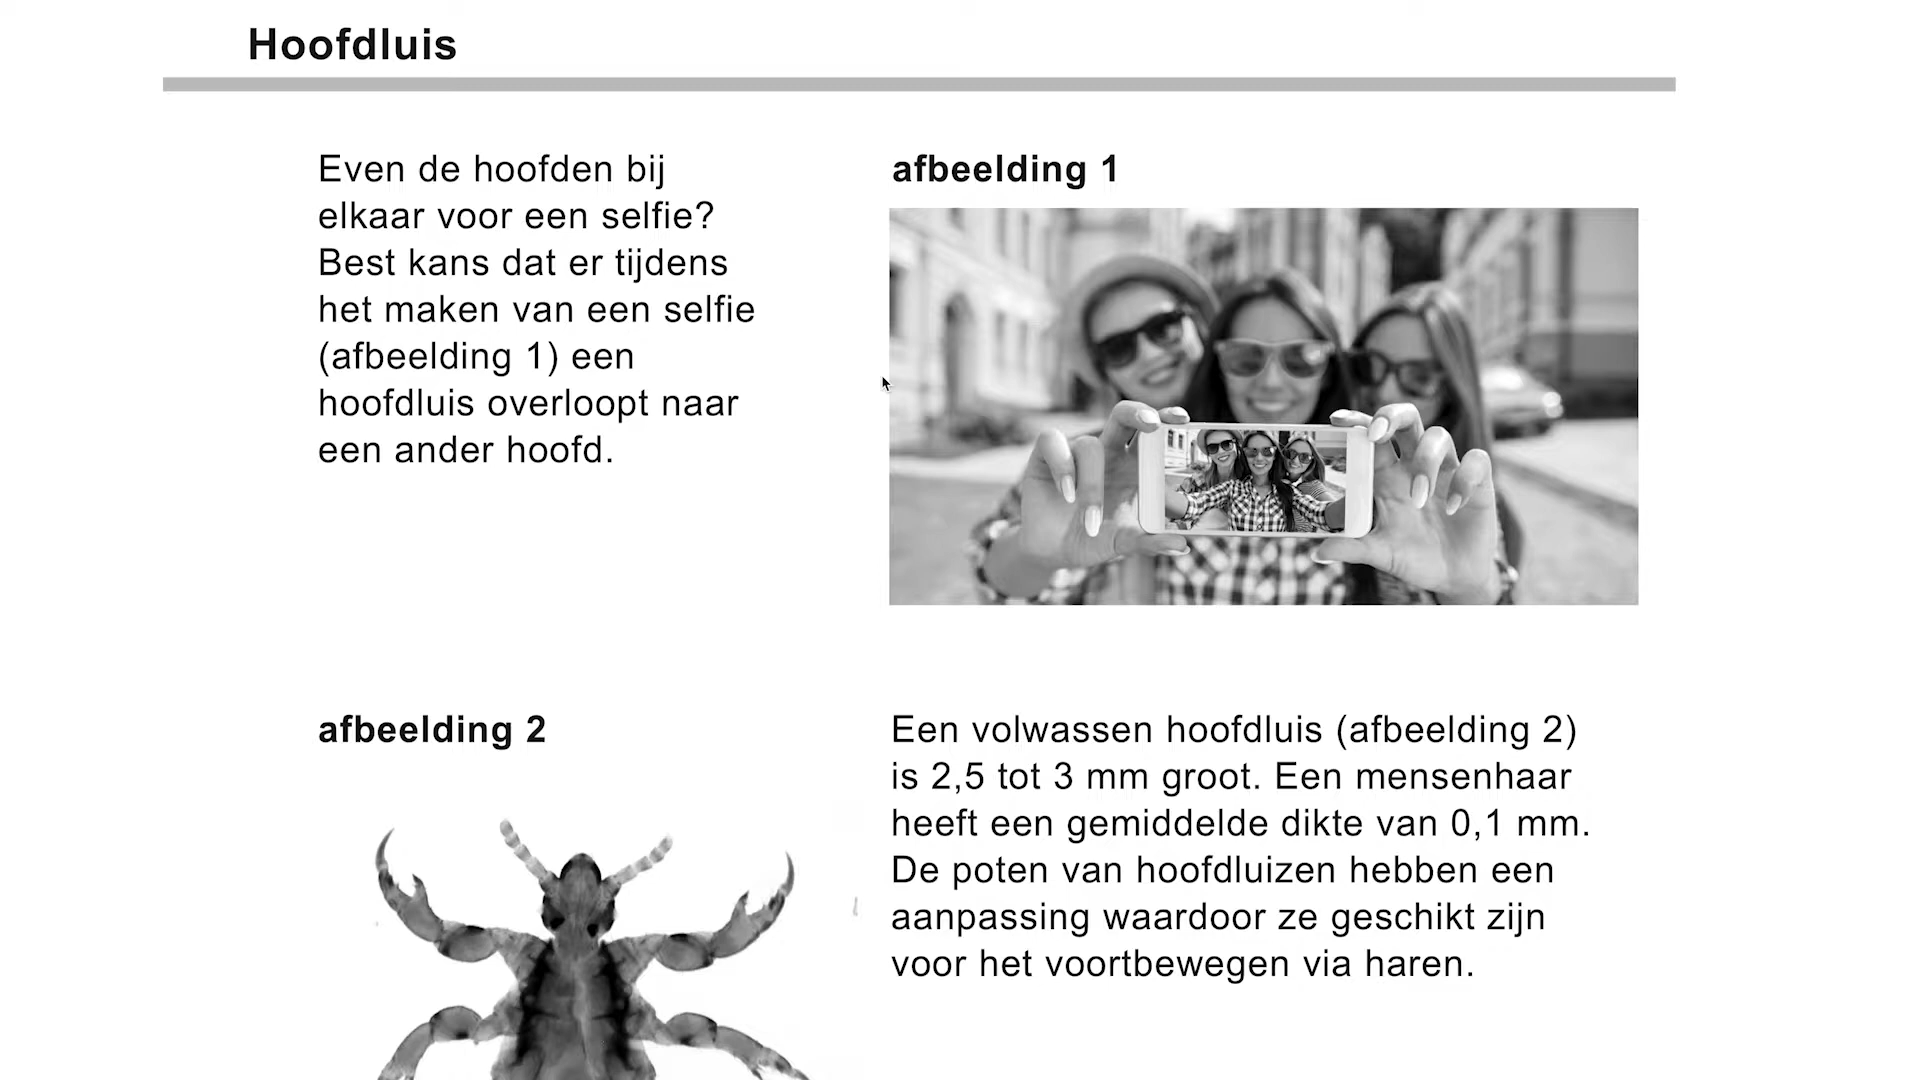 Hoofdluis
Even de hoofden bij
elkaar voor een selfie?
Best kans dat er tijdens
het maken van een selfie
(afbeelding 1) een
hoofdluis overloopt naar
een ander hoofd.
afbeelding 1
afbeelding 2
Een volwassen hoofdluis (afbeelding 2)
is 2,5 tot 3 mm groot. Een mensenhaar
heeft een gemiddelde dikte van 0,1 mm.
De poten van hoofdluizen hebben een
aanpassing waardoor ze geschikt zijn
voor het voortbewegen via haren.